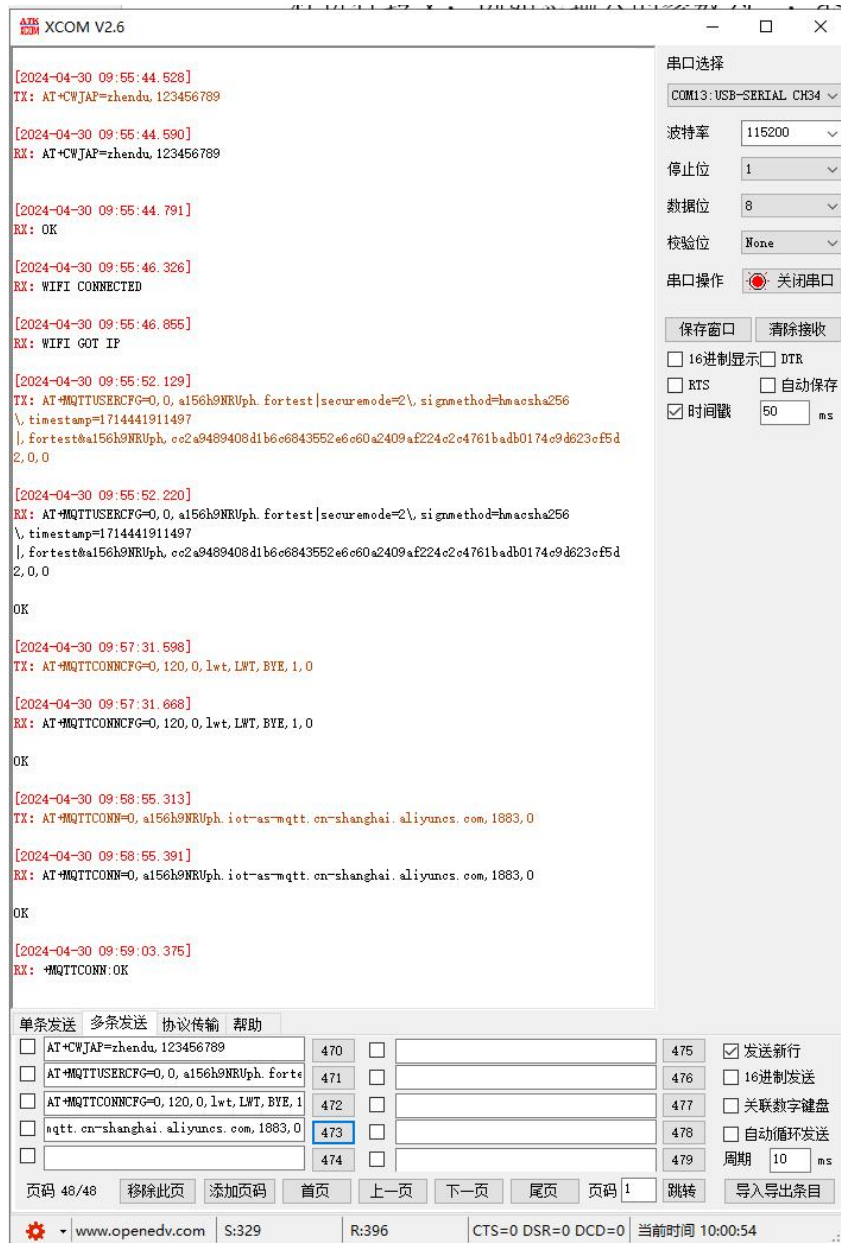 ATK XCOM XCOM V2.6
[2024-04-30 09:55:44.528]
TX: AT+CWJAP=zhendu,123456789
[2024-04-30 09:55:44.590]
RX: AT+CWJAP=zhendu,123456789
[2024-04-30 09:55:44.791]
RX: OK
[2024-04-30 09:55:46.326]
RX: WIFI CONNECTED
[2024-04-30 09:55:46.855]
RX: WIFI GOT IP
[2024-04-30 09:55:52.129]
TX: AT+MQTTUSERCFG=0,0,a156h9NRUph.fortest|securemode=2\,signmethod=hmacsha256
\,timestamp=1714441911497
|,fortest&a156h9NRUph,cc2a9489408d1b6c6843552e6c60a2409af224c2c4761badb0174c9d623cf5d
2,0,0
[2024-04-30 09:55:52.220]
RX: AT+MQTTUSERCFG=0,0,a156h9NRUph.fortest|securemode=2\,signmethod=hmacsha256
\,timestamp=1714441911497
|,fortest&a156h9NRUph,cc2a9489408d1b6c6843552e6c60a2409af224c2c4761badb0174c9d623cf5d
2,0,0
OK
[2024-04-30 09:57:31.598]
TX: AT+MQTTCONNCFG=0,120,0,lwt,LWT,BYE,1,0
[2024-04-30 09:57:31.668]
RX: AT+MQTTCONNCFG=0,120,0,lwt,LWT,BYE,1,0
OK
[2024-04-30 09:58:55.313]
TX: AT+MQTTCONN=0,a156h9NRUph.iot-as-mqtt.cn-shanghai.aliyuncs.com,1883,0
[2024-04-30 09:58:55.391]
RX: AT+MQTTCONN=0,a156h9NRUph.iot-as-mqtt.cn-shanghai.aliyuncs.com,1883,0
OK
[2024-04-30 09:59:03.375]
RX: +MQTTCONN:OK
串口选择
COM13:USB-SERIAL CH34
波特率 115200
停止位 1
数据位 8
校验位 None
串口操作 关闭串口
保存窗口 清除接收
16进制显示 DTR
RTS 自动保存
时间戳 50 ms
单条发送 多条发送 协议传输 帮助
AT+CWJAP=zhendu,123456789 470 475 发送新行
AT+MQTTUSERCFG=0,0,a156h9NRUph.forte 471 476 16进制发送
AT+MQTTCONNCFG=0,120,0,lwt,LWT,BYE,1 472 477 关联数字键盘
mqtt.cn-shanghai.aliyuncs.com,1883,0 473 478 自动循环发送
474 479 周期 10 ms
页码 48/48 移除此页 添加页码 首页 上一页 下一页 尾页 页码 1 跳转 导入导出条目
www.openedv.com S:329 R:396 CTS=0 DSR=0 DCD=0 当前时间 10:00:54